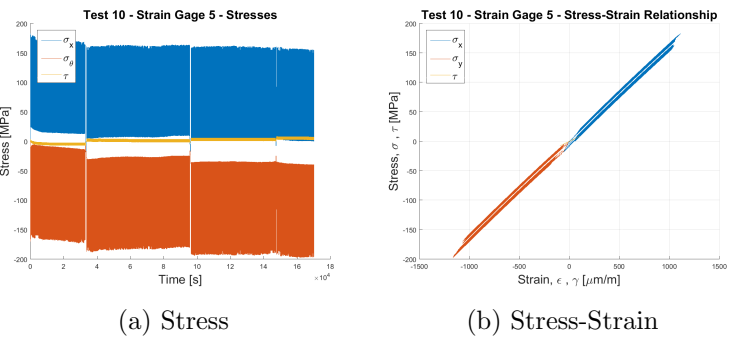 Test 10 - Strain Gage 5 - Stresses
σx
σθ
τ
Stress [MPa]
200
150
100
50
0
-50
-100
-150
-200
0 2 4 6 8 10 12 14 16 18
×10⁴
Time [s]
(a) Stress
Test 10 - Strain Gage 5 - Stress-Strain Relationship
σx
σy
τ
Stress, σ , τ [MPa]
200
150
100
50
0
-50
-100
-150
-200
-1500 -1000 -500 0 500 1000 1500
Strain, ϵ , γ [μm/m]
(b) Stress-Strain